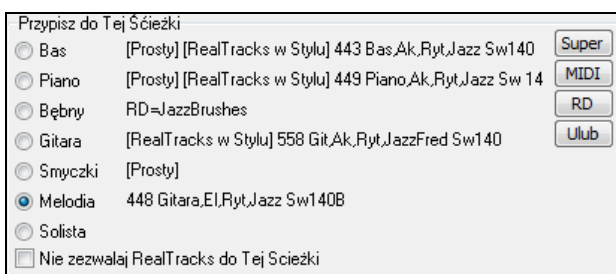 Przypisz do Tej Śćieżki
Bas [Prosty] [RealTracks w Stylu] 443 Bas,Ak,Ryt,Jazz Sw140
Super
Piano [Prosty] [RealTracks w Stylu] 449 Piano,Ak,Ryt,Jazz Sw 14
MIDI
Bębny RD=JazzBrushes
RD
Gitara [RealTracks w Stylu] 558 Git,Ak,Ryt,JazzFred Sw140
Ulub
Smyczki [Prosty]
Melodia 448 Gitara,El,Ryt,Jazz Sw140B
Solista
Nie zezwalaj RealTracks do Tej Scieżki